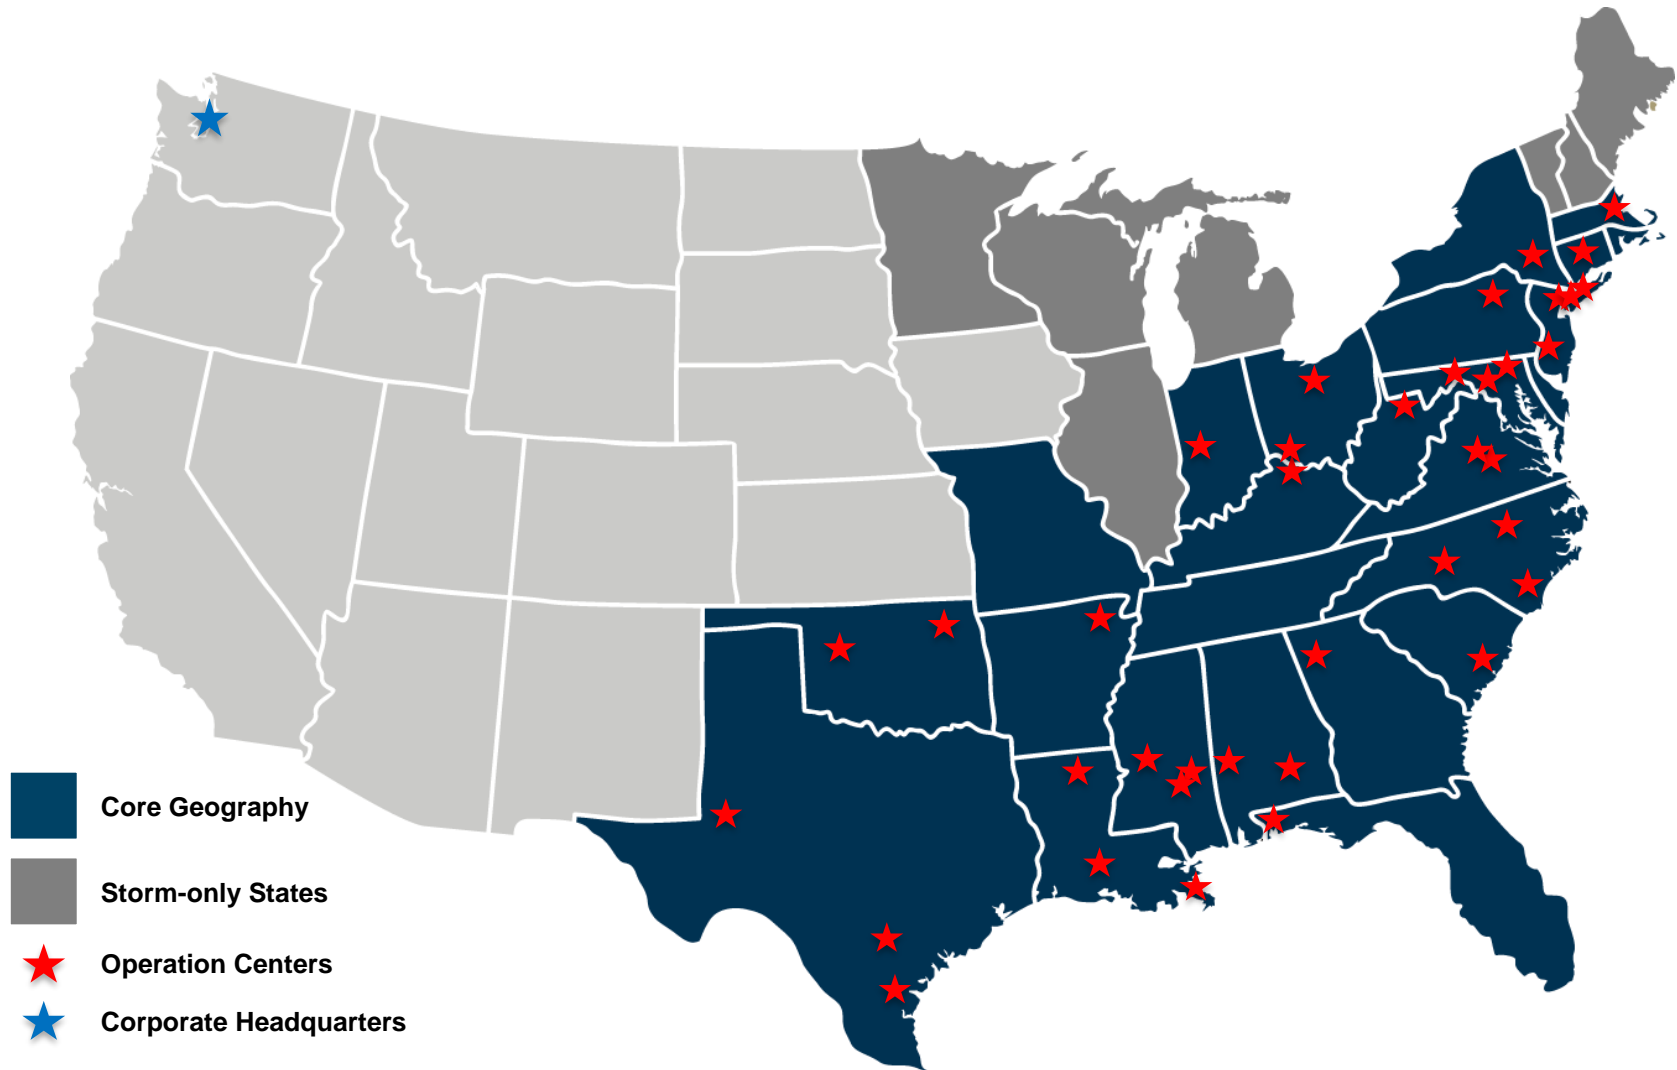 Core Geography
Storm-only States
Operation Centers
Corporate Headquarters